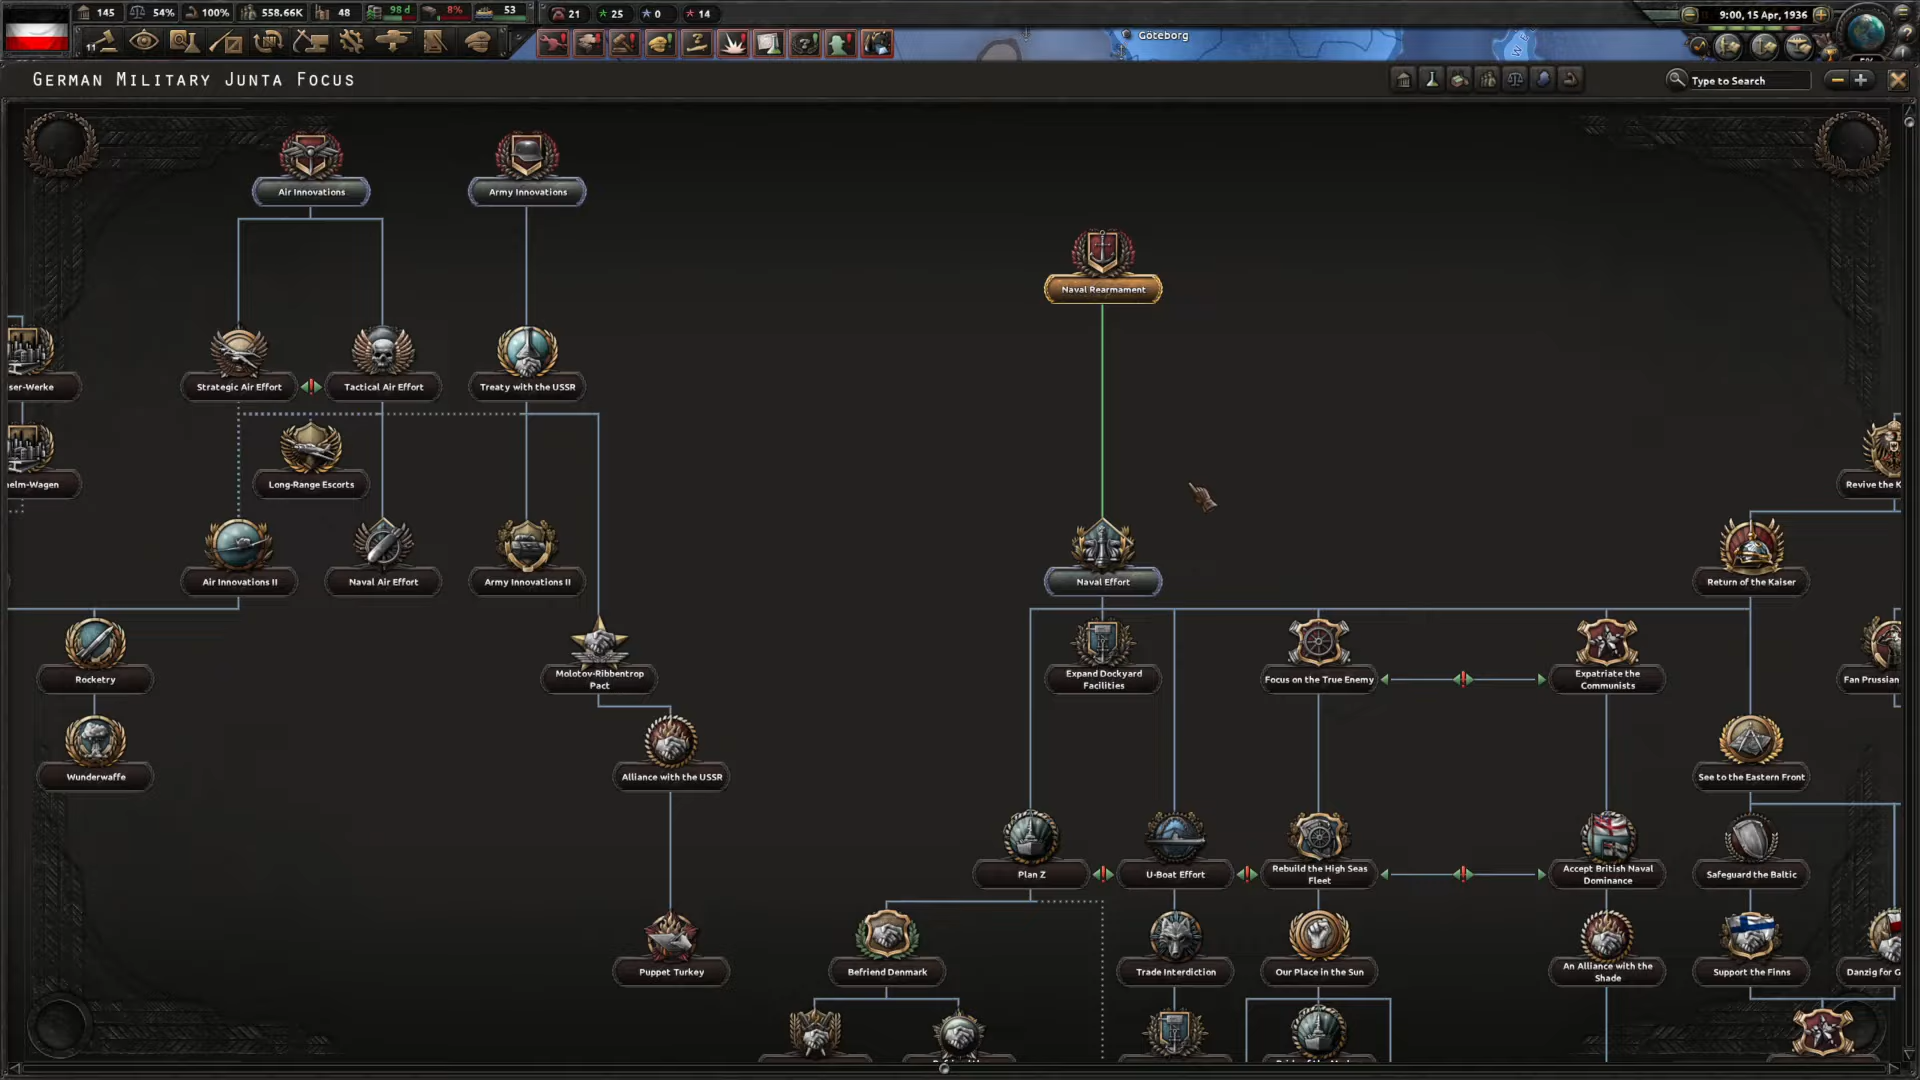 145
54%
100%
558.66K
48
98 d
8%
53
21
25
0
14
9:00, 15 Apr, 1936
11
Göteborg
German Military Junta Focus
Type to Search
Air Innovations
Army Innovations
Naval Rearmament
ser-Werke
Strategic Air Effort
Tactical Air Effort
Treaty with the USSR
helm-Wagen
Long-Range Escorts
Revive the K
Air Innovations II
Naval Air Effort
Army Innovations II
Naval Effort
Return of the Kaiser
Rocketry
Molotov-Ribbentrop
Pact
Expand Dockyard
Facilities
Focus on the True Enemy
Expatriate the
Communists
Fan Prussian
Wunderwaffe
Alliance with the USSR
See to the Eastern Front
Plan Z
U-Boat Effort
Rebuild the High Seas
Fleet
Accept British Naval
Dominance
Safeguard the Baltic
Puppet Turkey
Befriend Denmark
Trade Interdiction
Our Place in the Sun
An Alliance with the
Shade
Support the Finns
Danzig for G